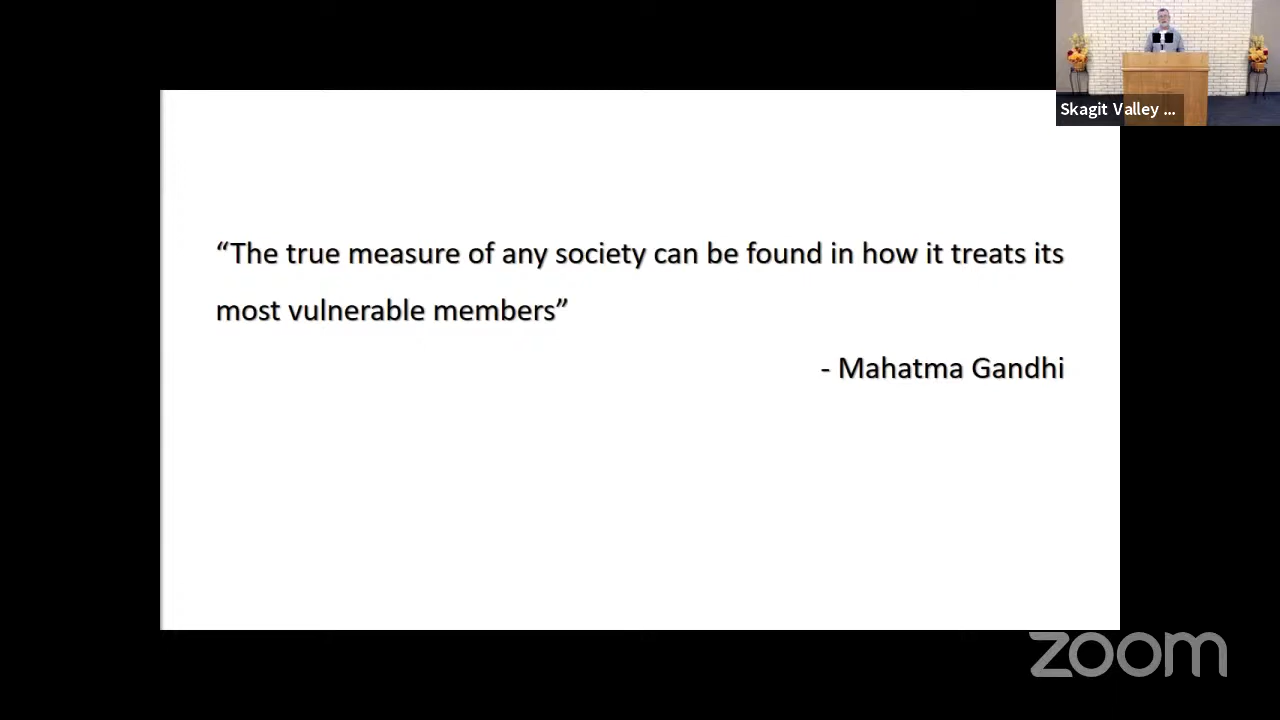 Skagit Valley ...
“The true measure of any society can be found in how it treats its
most vulnerable members”
- Mahatma Gandhi
zoom